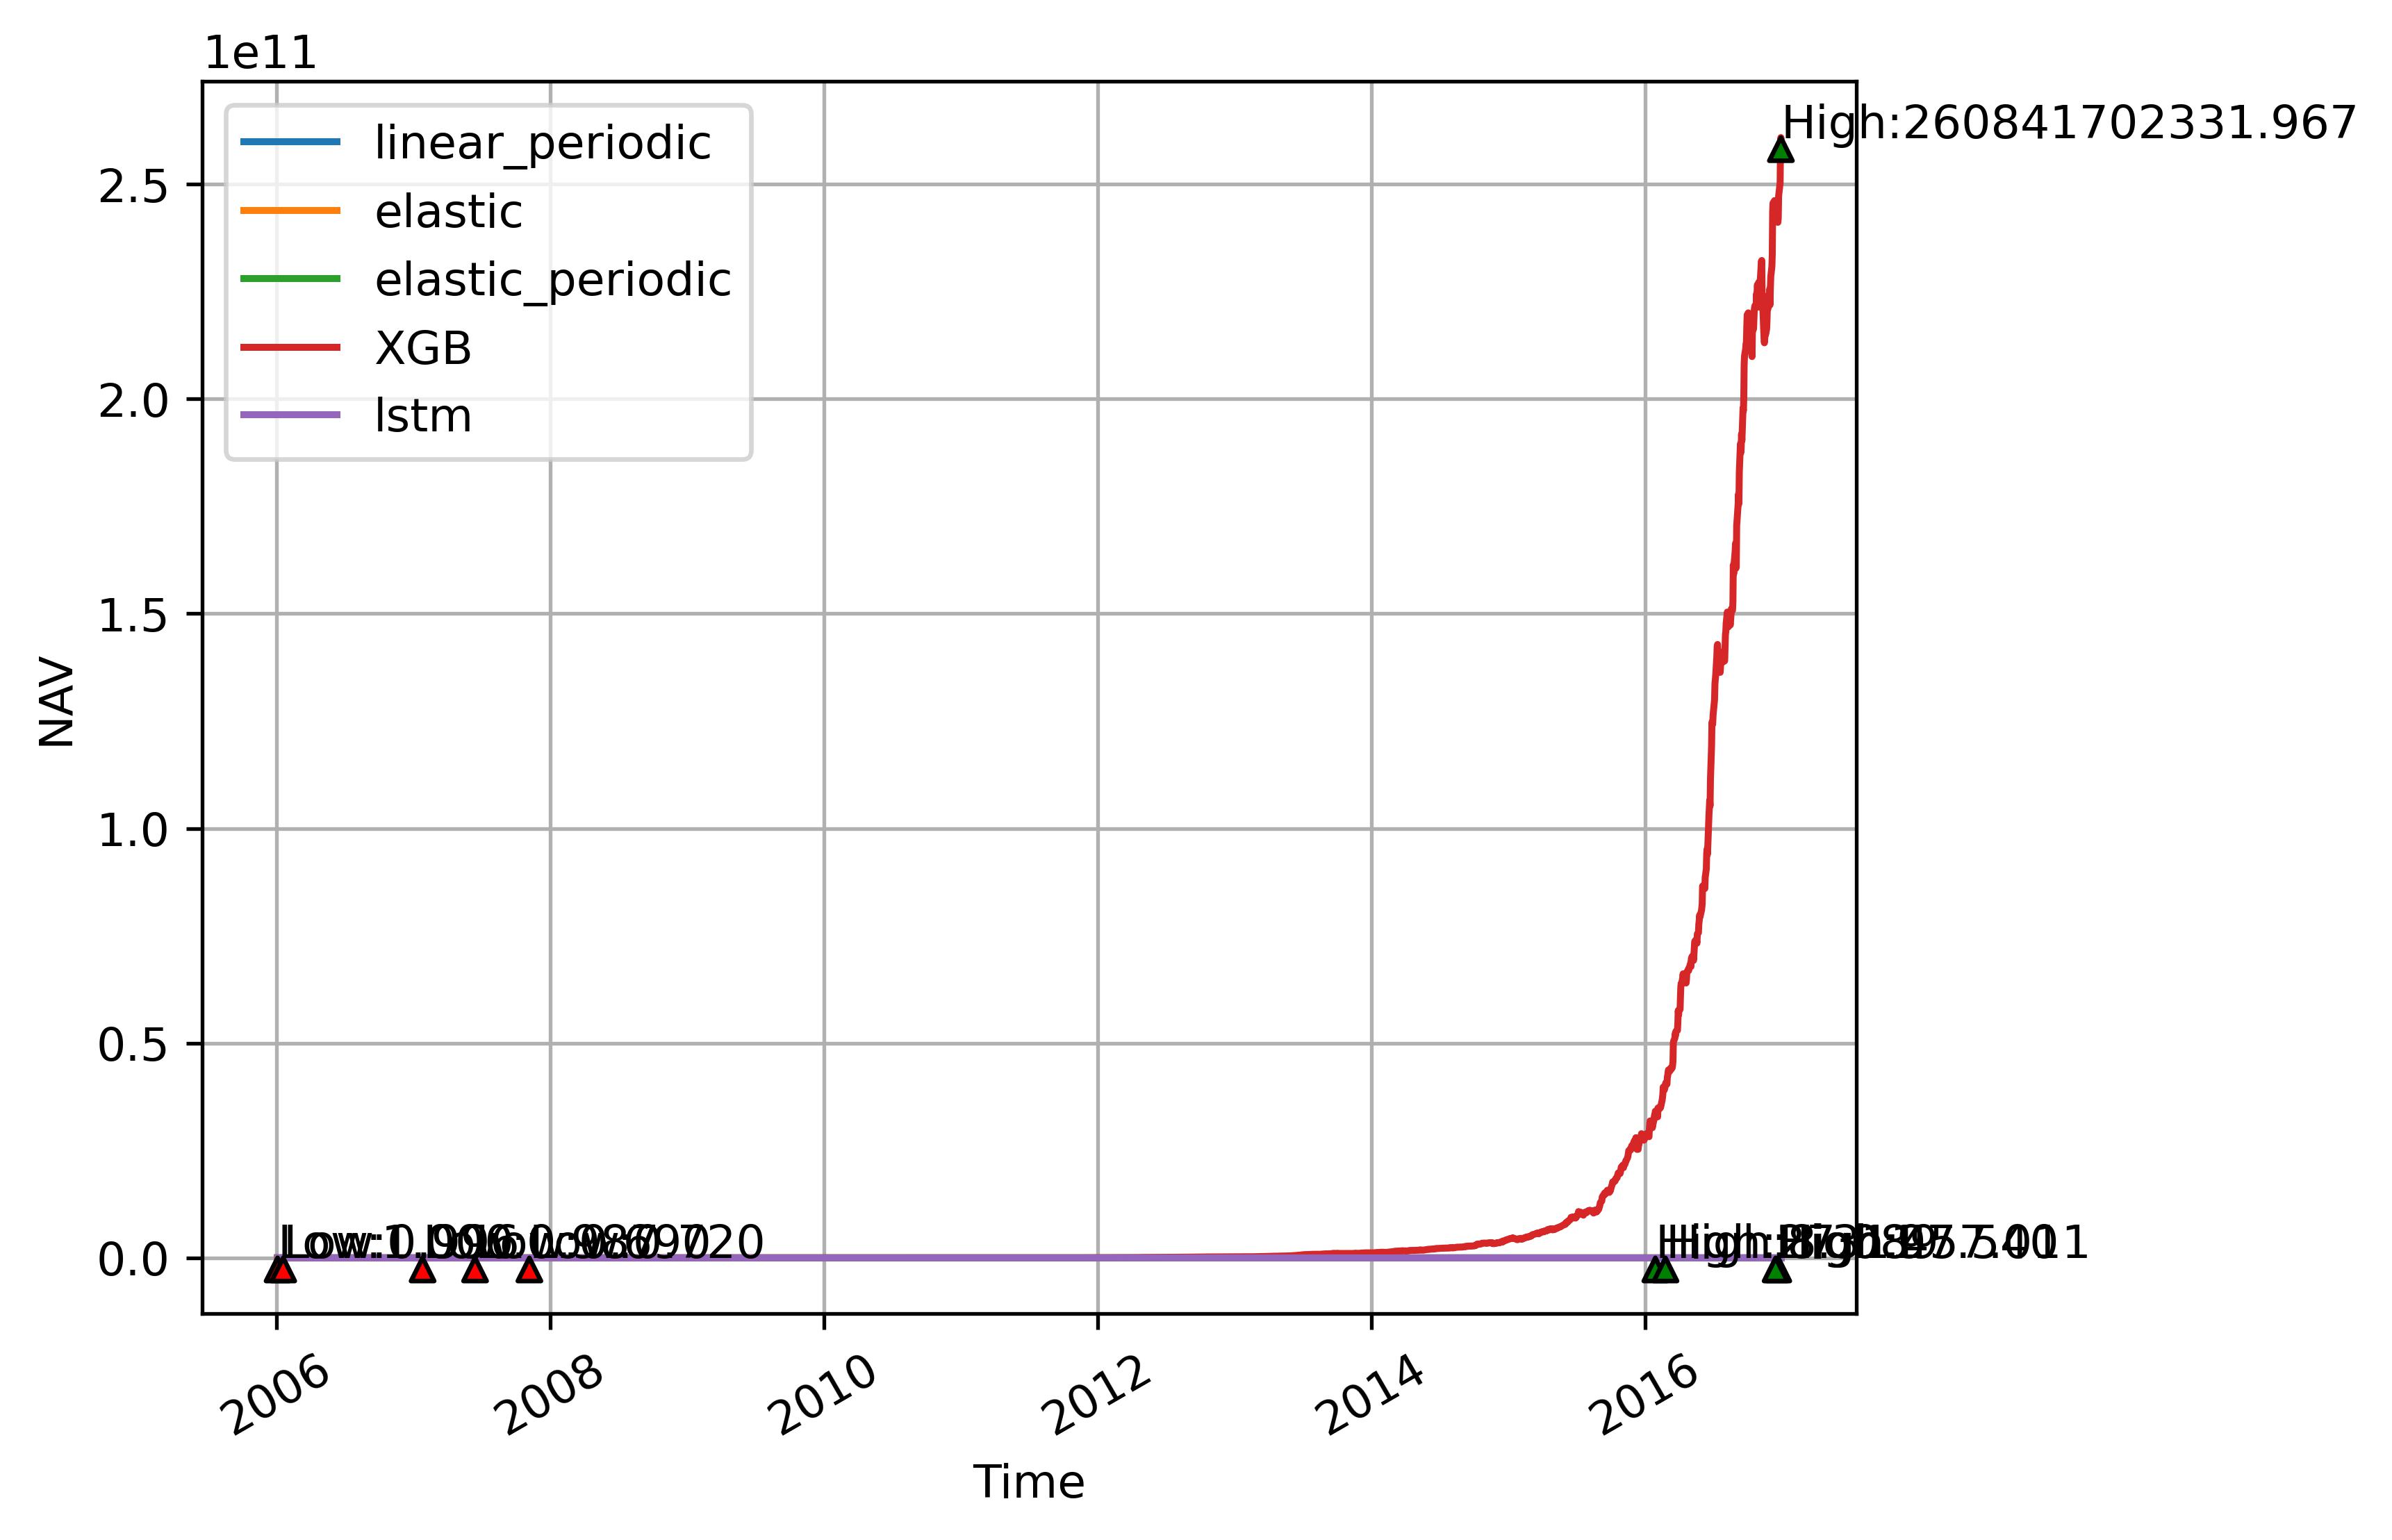 1e11
High:260841702331.967
linear_periodic
elastic
elastic_periodic
XGB
lstm
2.5
2.0
1.5
1.0
0.5
0.0
NAV
2006
2008
2010
2012
2014
2016
Time